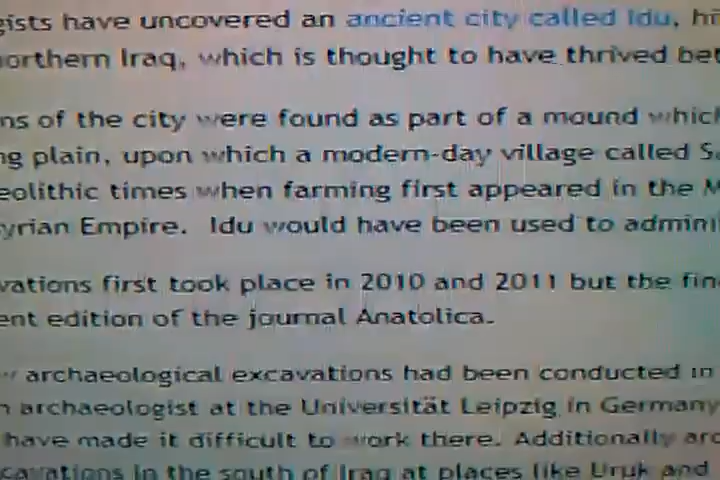 gists have uncovered an ancient city called Idu, hi
orthern Iraq, which is thought to have thrived bet
ns of the city were found as part of a mound which
ng plain, upon which a modern-day village called S
eolithic times when farming first appeared in the M
yrian Empire. Idu would have been used to admini
vations first took place in 2010 and 2011 but the fin
ent edition of the journal Anatolica.
archaeological excavations had been conducted in
archaeologist at the Universität Leipzig in Germany
have made it difficult to work there. Additionally arc
cavations in the south of Iraq at places like Uruk and